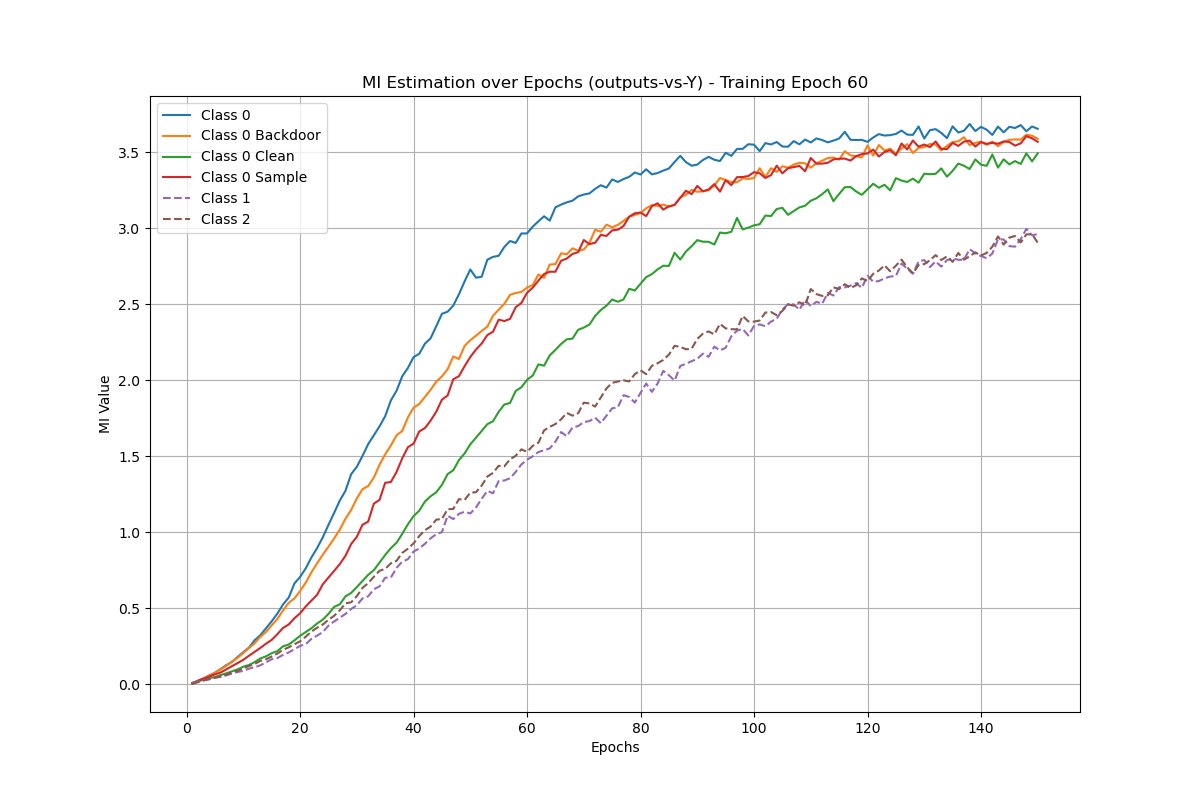 MI Estimation over Epochs (outputs-vs-Y) - Training Epoch 60
Class 0
Class 0 Backdoor
Class 0 Clean
Class 0 Sample
Class 1
Class 2
MI Value
3.5
3.0
2.5
2.0
1.5
1.0
0.5
0.0
0 20 40 60 80 100 120 140
Epochs